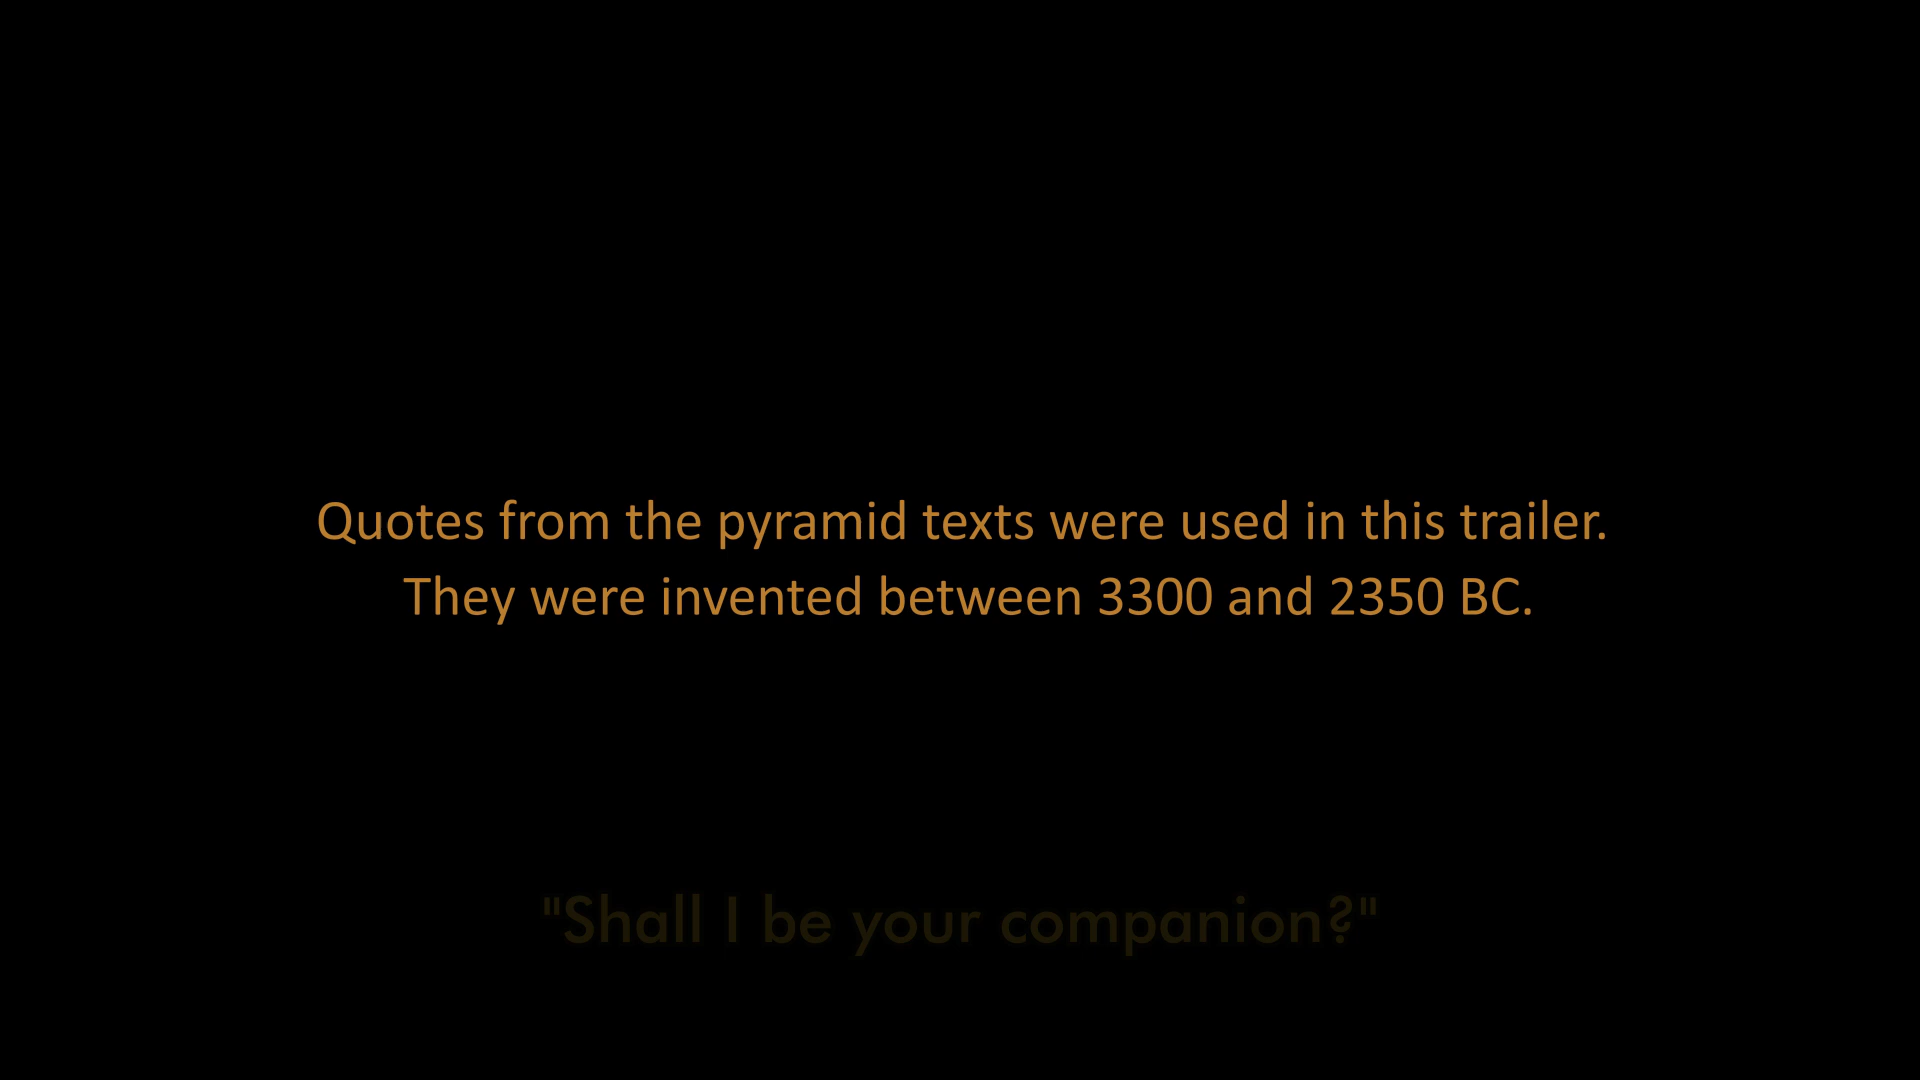 Quotes from the pyramid texts were used in this trailer.
They were invented between 3300 and 2350 BC.
"Shall I be your companion?"